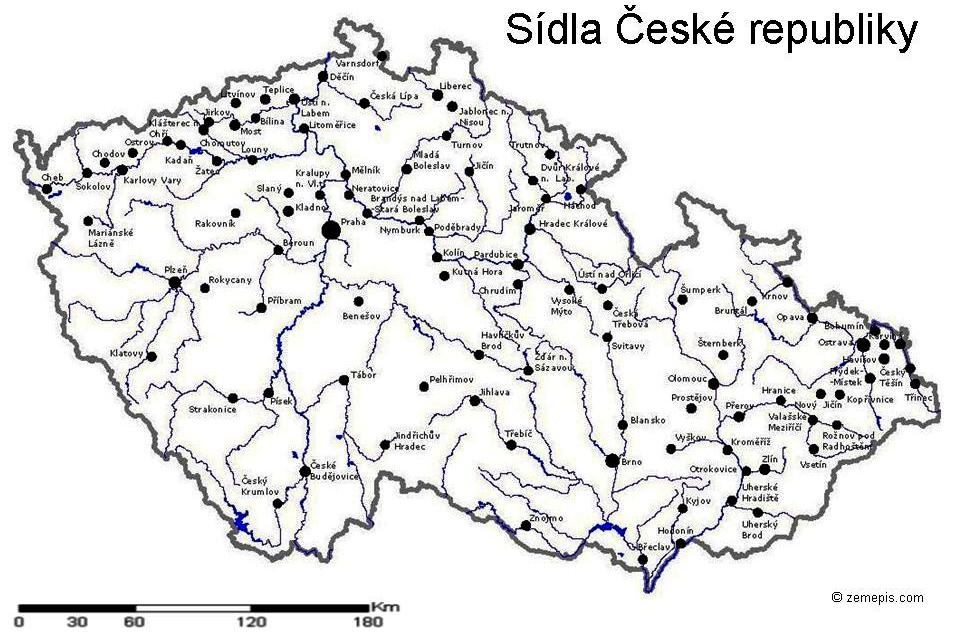 Sídla České republiky
Varnsdorf
Děčín
Litvínov
Teplice
Ústí n.
Labem
Česká Lípa
Liberec
Jablonec n.
Nisou
Jirkov
Klášterec n.
Ohří
Most
Bílina
Litoměřice
Turnov
Trutnov
Ostrov
Chomutov
Chodov
Kadaň
Žatec
Louny
Mladá
Boleslav
Jičín
Dvůr Králové
n. Lab.
Cheb
Sokolov
Karlovy Vary
Slaný
Kralupy
n. Vlt.
Mělník
Neratovice
Brandýs nad Labem-
-Stará Boleslav
Jaroměř
Náchod
Kladno
Rakovník
Praha
Nymburk
Poděbrady
Hradec Králové
Mariánské
Lázně
Beroun
Kolín
Pardubice
Plzeň
Rokycany
Kutná Hora
Ústí nad Orlicí
Chrudim
Příbram
Benešov
Vysoké
Mýto
Česká
Třebová
Šumperk
Bruntál
Krnov
Opava
Bohumín
Karviná
Ostrava
Havířov
Havlíčkův
Brod
Svitavy
Šternberk
Klatovy
Žďár n.
Sázavou
Frýdek-
Místek
Český
Těšín
Tábor
Pelhřimov
Jihlava
Olomouc
Hranice
Nový Jičín
Kopřivnice
Třinec
Strakonice
Písek
Prostějov
Přerov
Valašské
Meziříčí
Blansko
Rožnov pod
Radhoštěm
Jindřichův
Hradec
Třebíč
Vyškov
Kroměříž
Zlín
Vsetín
České
Budějovice
Brno
Otrokovice
Český
Krumlov
Uherské
Hradiště
Kyjov
Znojmo
Uherský
Brod
Hodonín
Břeclav
Km
0 60 120 180
© zemepis.com